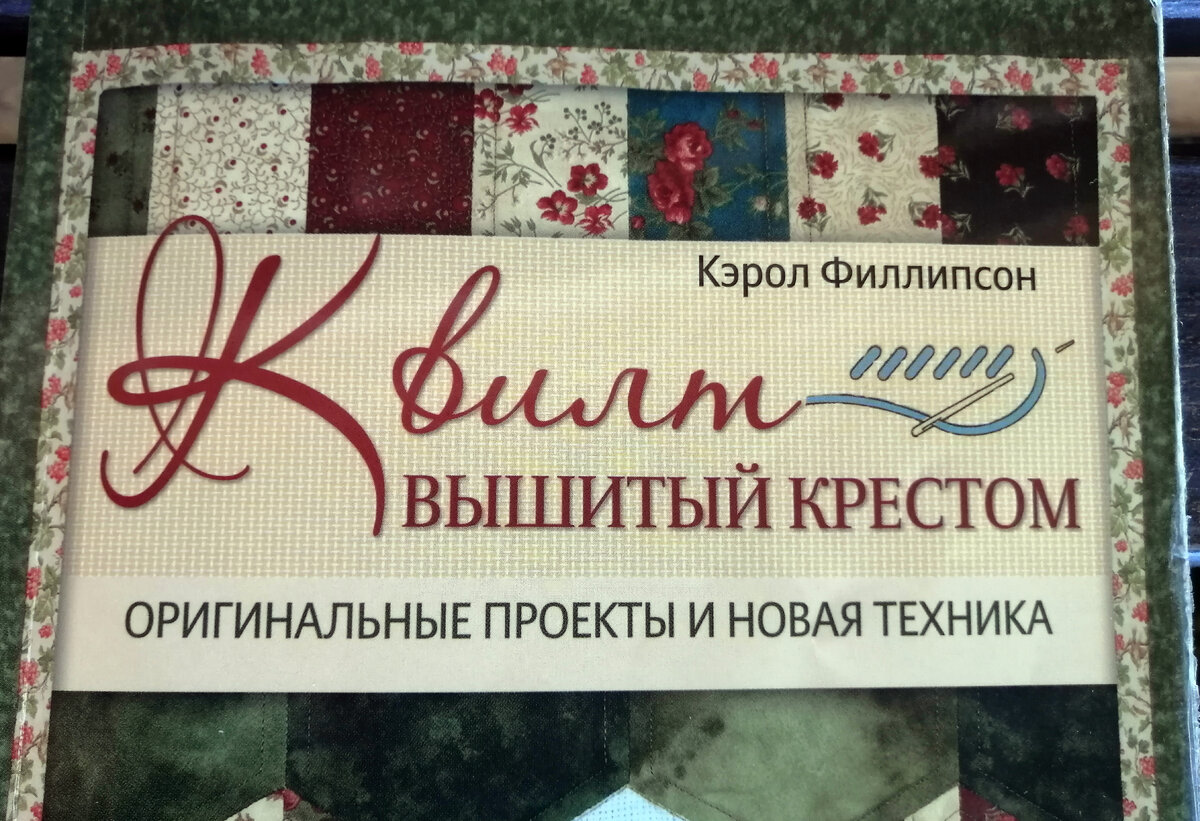 Кэрол Филлипсон
Квилт
ВЫШИТЫЙ КРЕСТОМ
ОРИГИНАЛЬНЫЕ ПРОЕКТЫ И НОВАЯ ТЕХНИКА